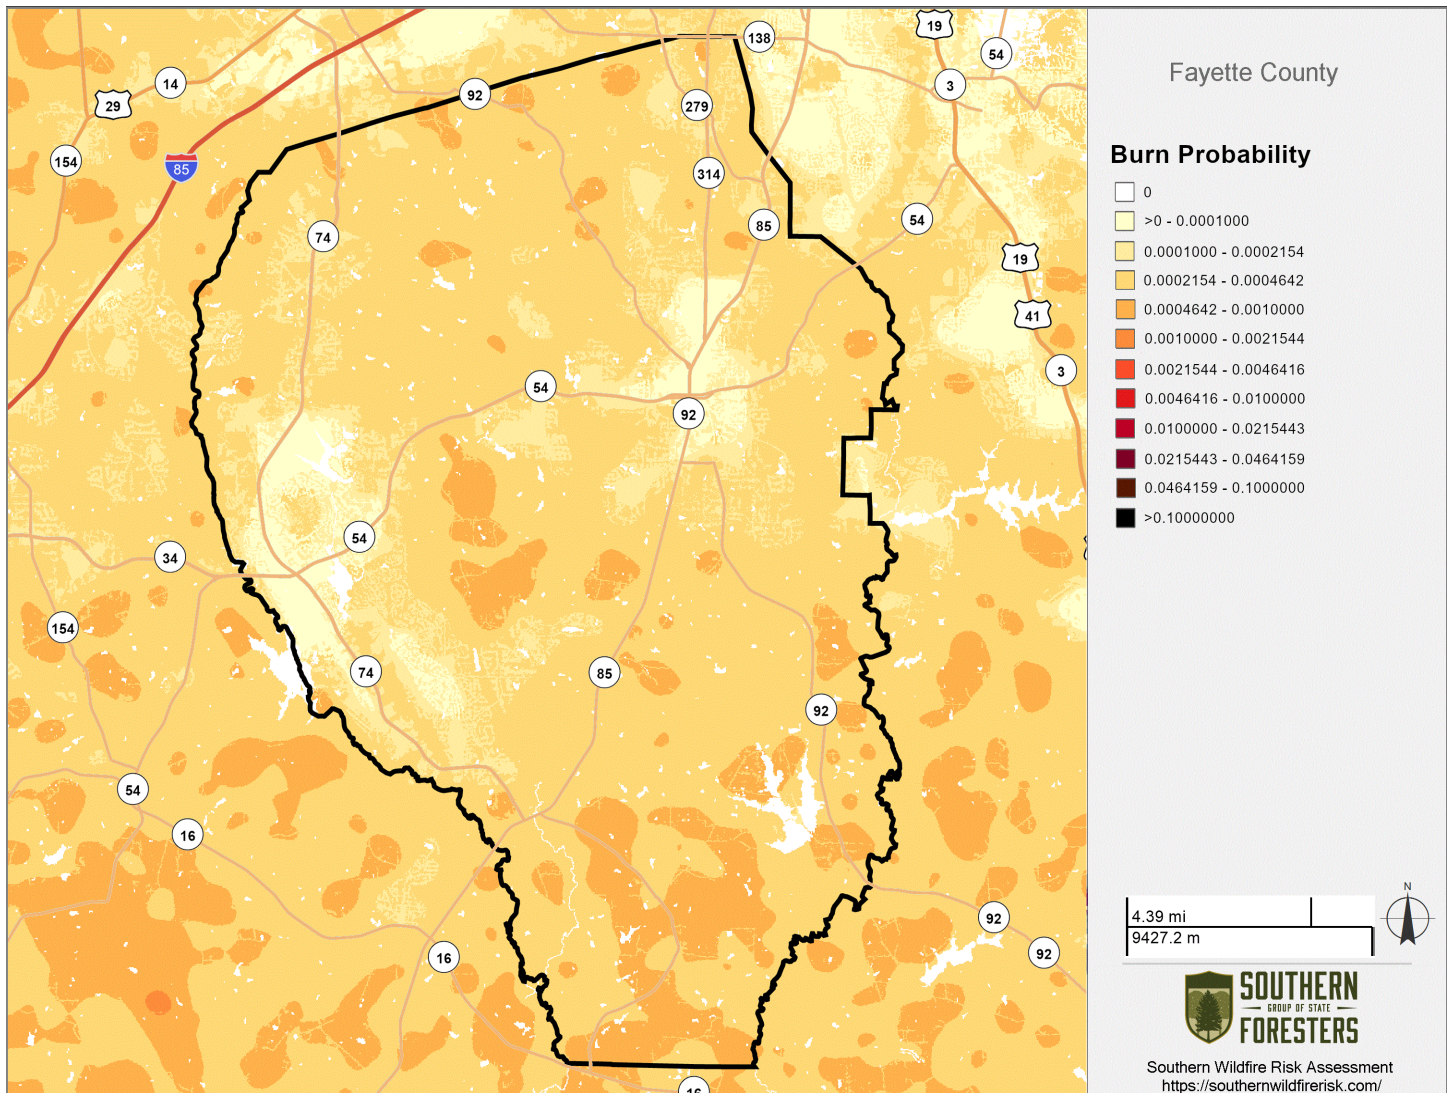 138
19
54
14
29
92
279
3
154
85
314
74
85
54
19
41
3
54
92
54
34
154
74
85
92
54
16
92
16
92
16
Fayette County
Burn Probability
0
>0 - 0.0001000
0.0001000 - 0.0002154
0.0002154 - 0.0004642
0.0004642 - 0.0010000
0.0010000 - 0.0021544
0.0021544 - 0.0046416
0.0046416 - 0.0100000
0.0100000 - 0.0215443
0.0215443 - 0.0464159
0.0464159 - 0.1000000
>0.10000000
N
4.39 mi
9427.2 m
SOUTHERN
GROUP OF STATE
FORESTERS
Southern Wildfire Risk Assessment
https://southernwildfirerisk.com/